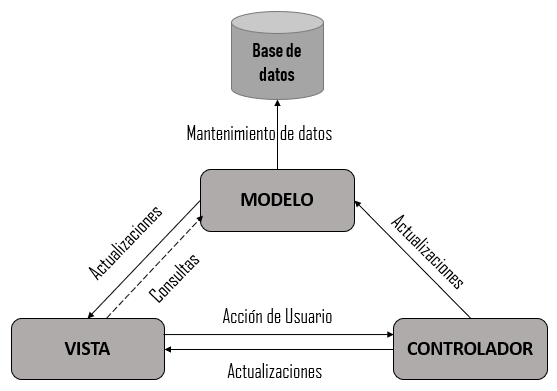 Base de
datos
Mantenimiento de datos
MODELO
Actualizaciones
Consultas
Actualizaciones
Acción de Usuario
VISTA
CONTROLADOR
Actualizaciones